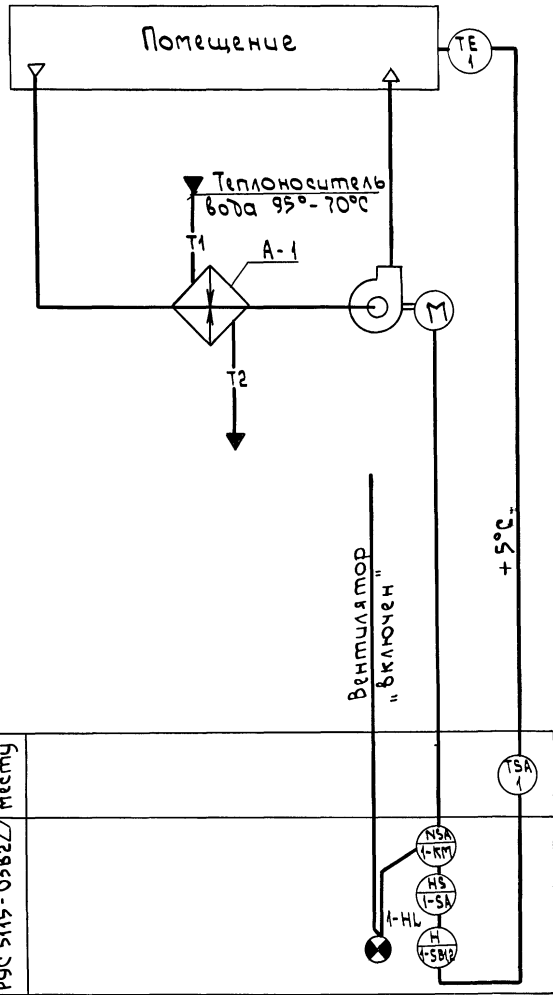 Помещение
TE
1
Теплоноситель
вода 95°-70°С
T1
A-1
M
T2
+5°С
Вентилятор
"включен"
месту
TSA
1
NSA
1-KM
HS
1-SA
1-HL
H
1-SB1,2